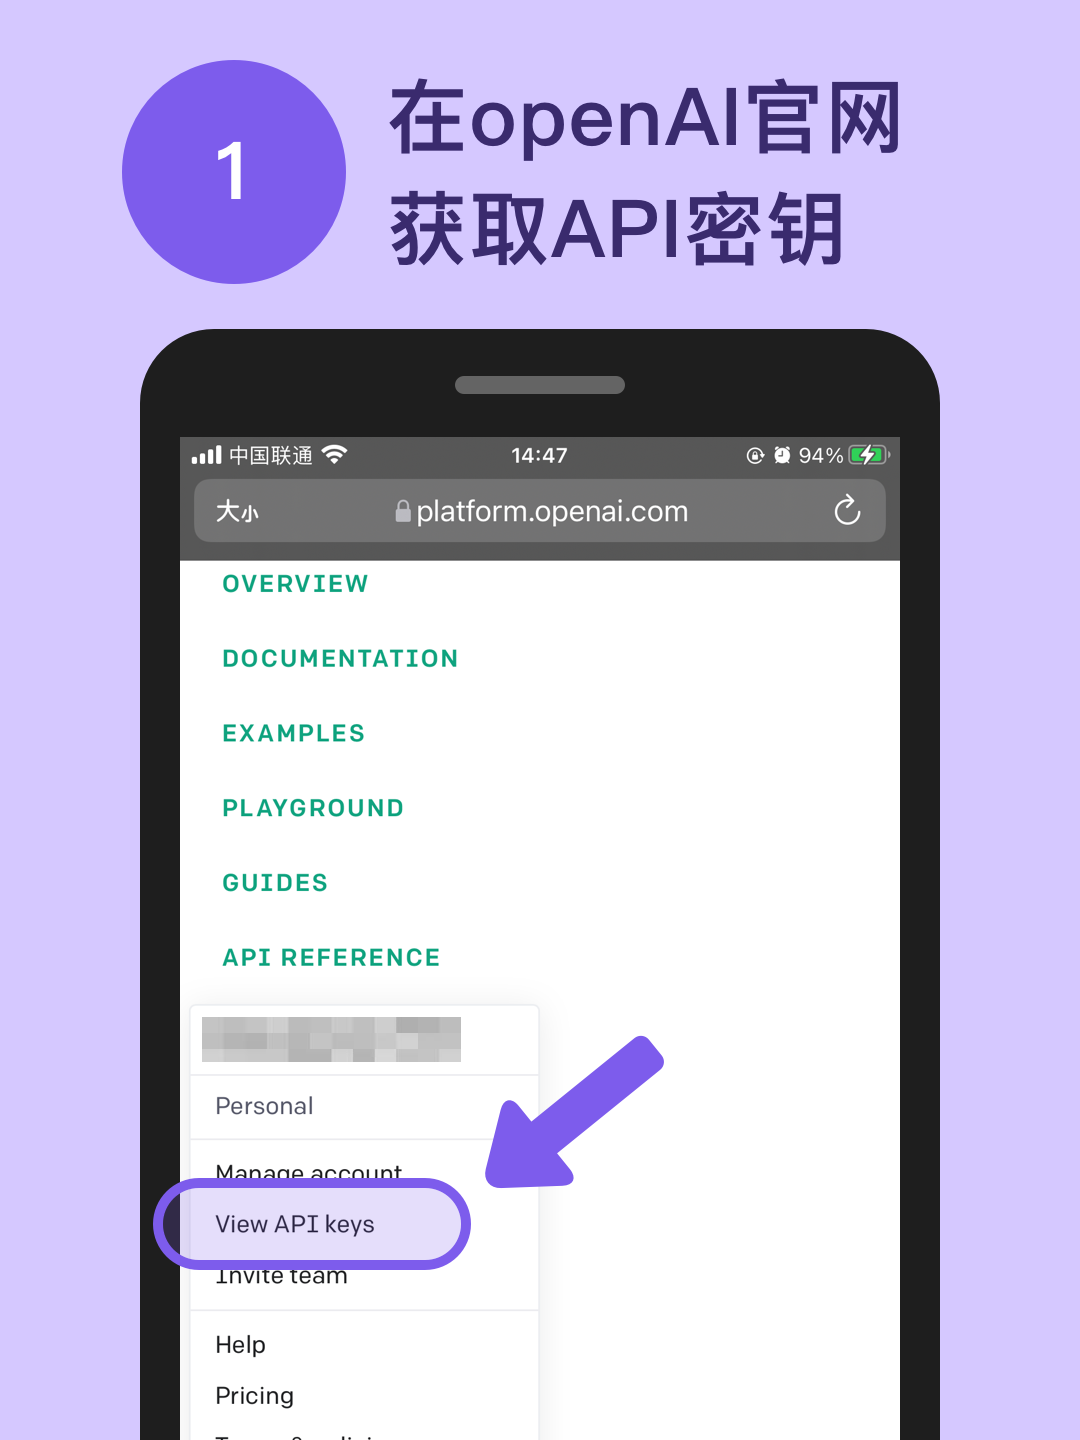 1
在openAI官网
获取API密钥
中国联通 14:47 94%
大小 platform.openai.com
OVERVIEW
DOCUMENTATION
EXAMPLES
PLAYGROUND
GUIDES
API REFERENCE
Personal
Manage account
View API keys
Invite team
Help
Pricing